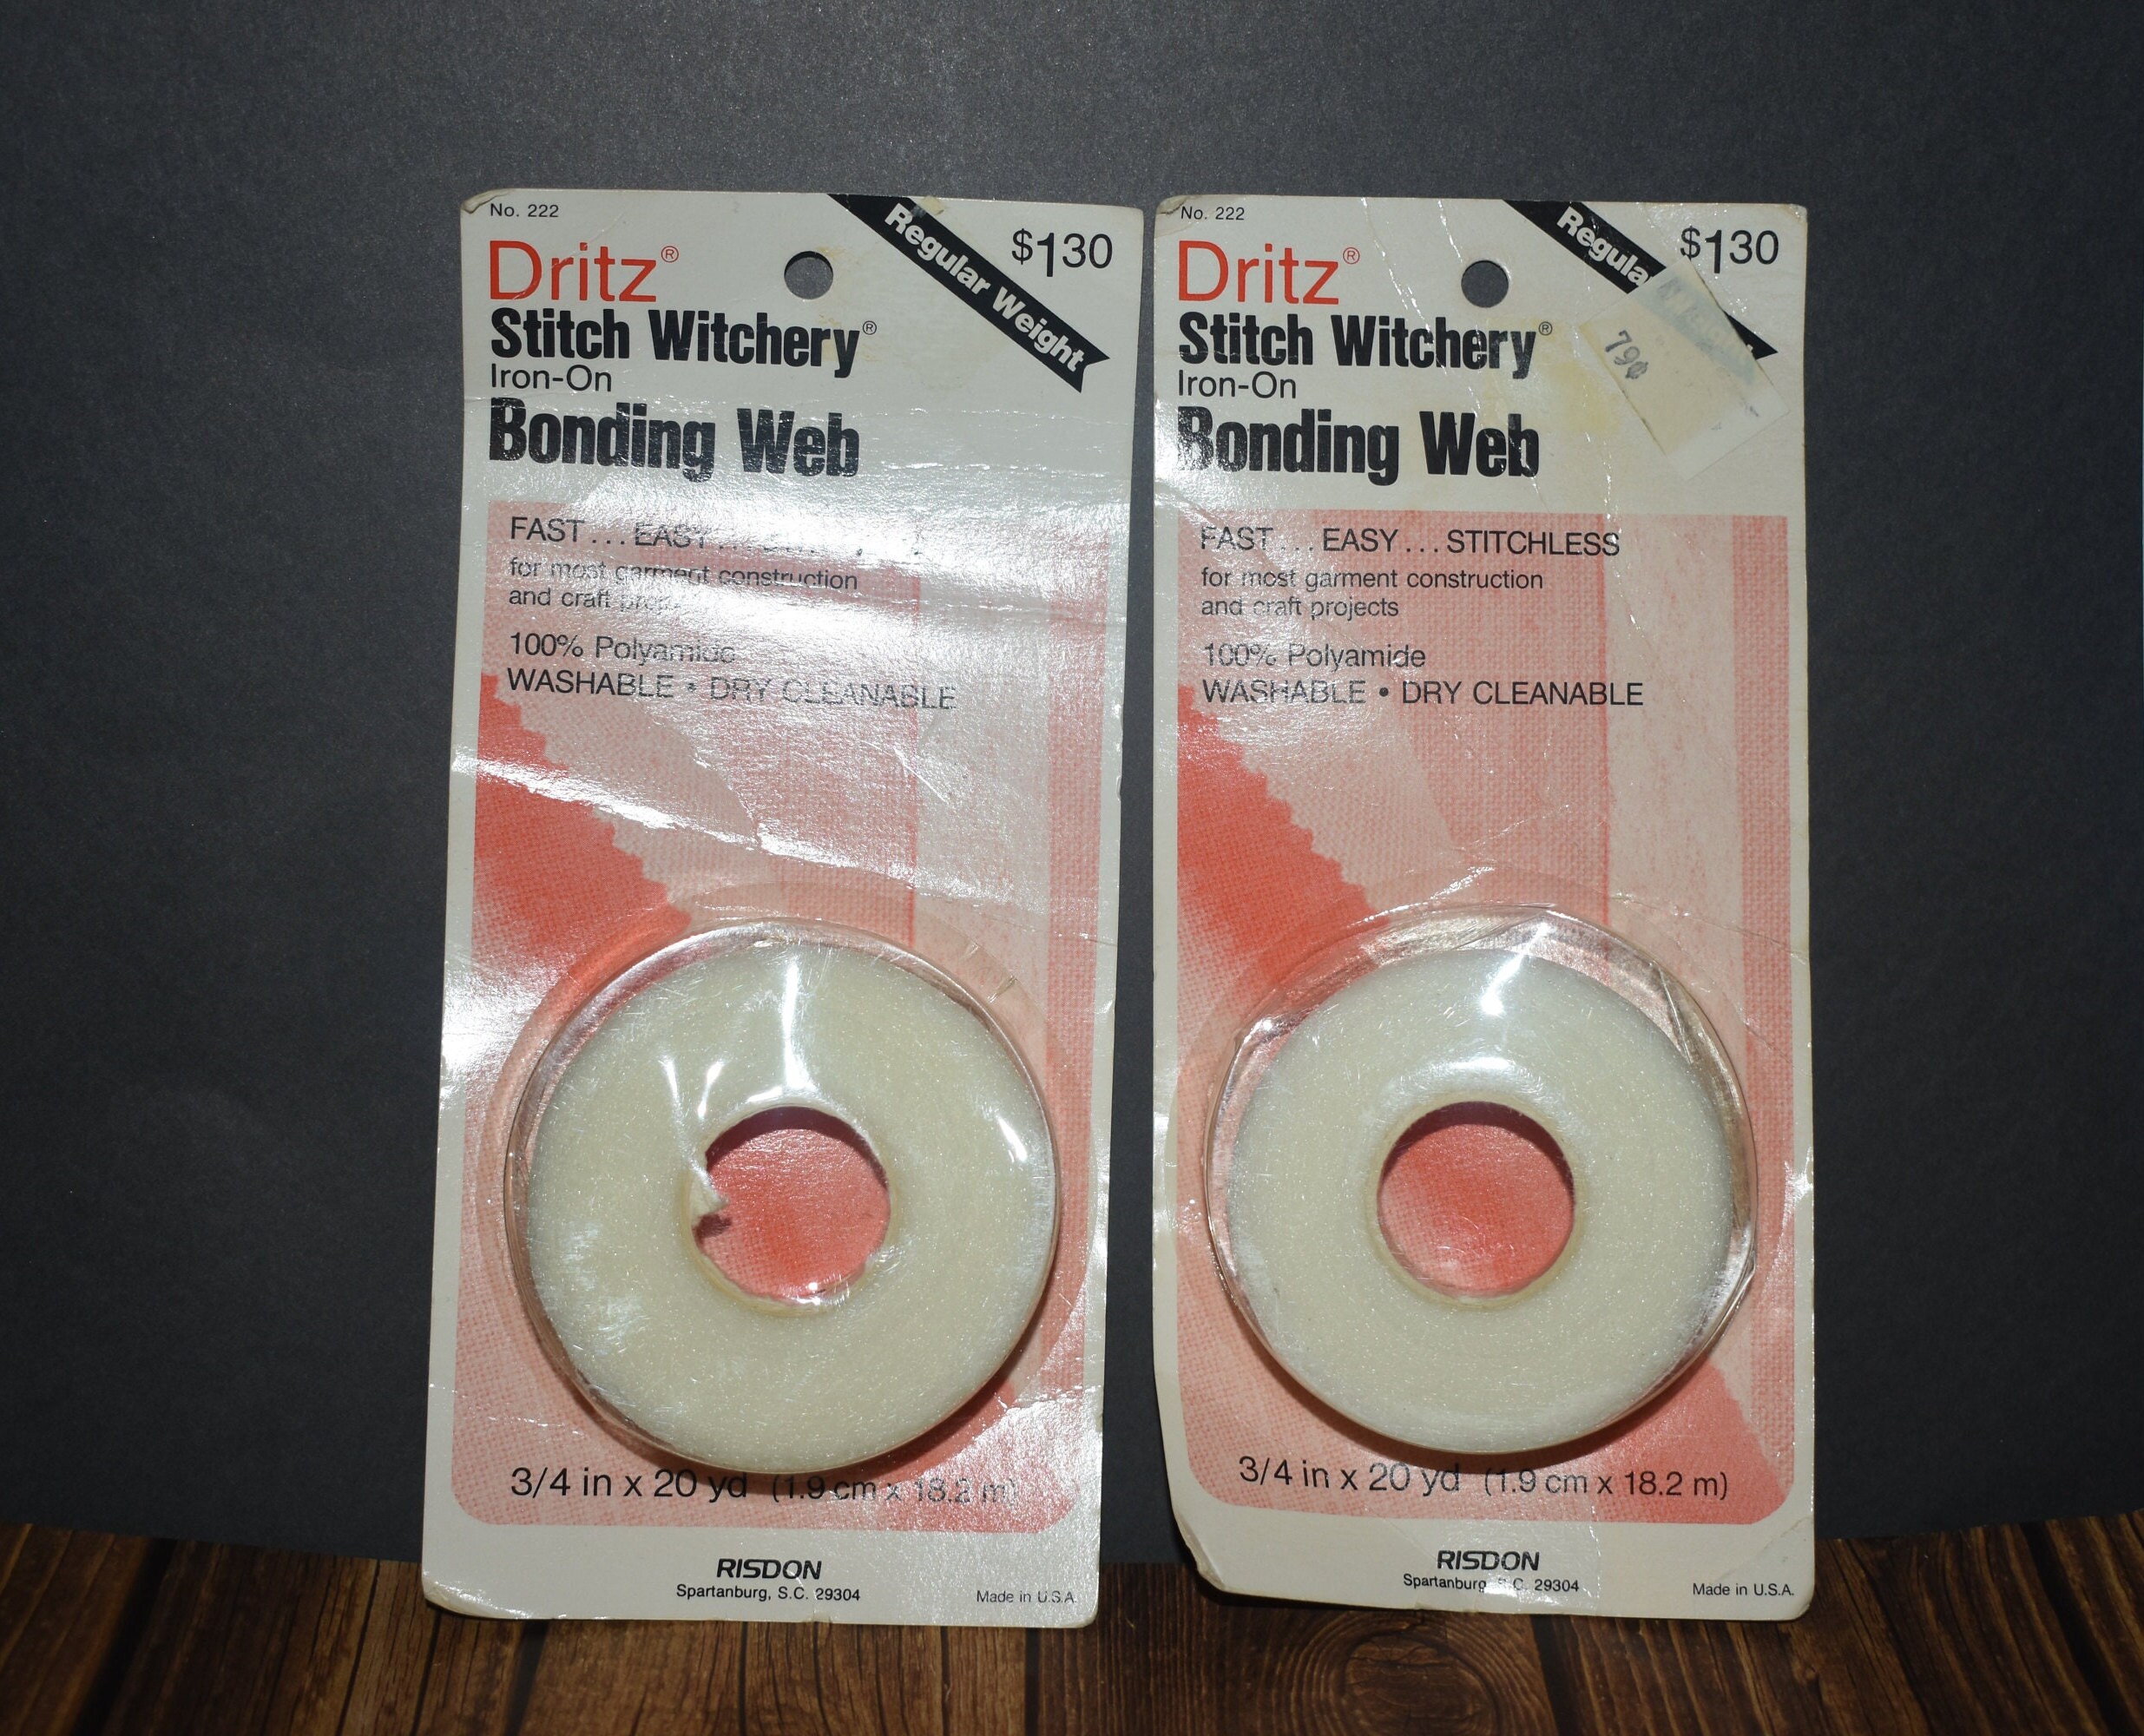 No. 222
Dritz®
Stitch Witchery®
Iron-On
Bonding Web
Regular Weight
$130
FAST... EASY...
for most garment construction
and craft
100% Polyamide
WASHABLE • DRY CLEANABLE
3/4 in x 20 yd (1.9 cm x 18.2 m)
RISDON
Spartanburg, S.C. 29304
Made in U.S.A.
No. 222
Dritz®
Stitch Witchery®
Iron-On
Bonding Web
Regula
$130
79¢
FAST... EASY... STITCHLESS
for most garment construction
and craft projects
100% Polyamide
WASHABLE • DRY CLEANABLE
3/4 in x 20 yd (1.9 cm x 18.2 m)
RISDON
Spartanburg, S.C. 29304
Made in U.S.A.